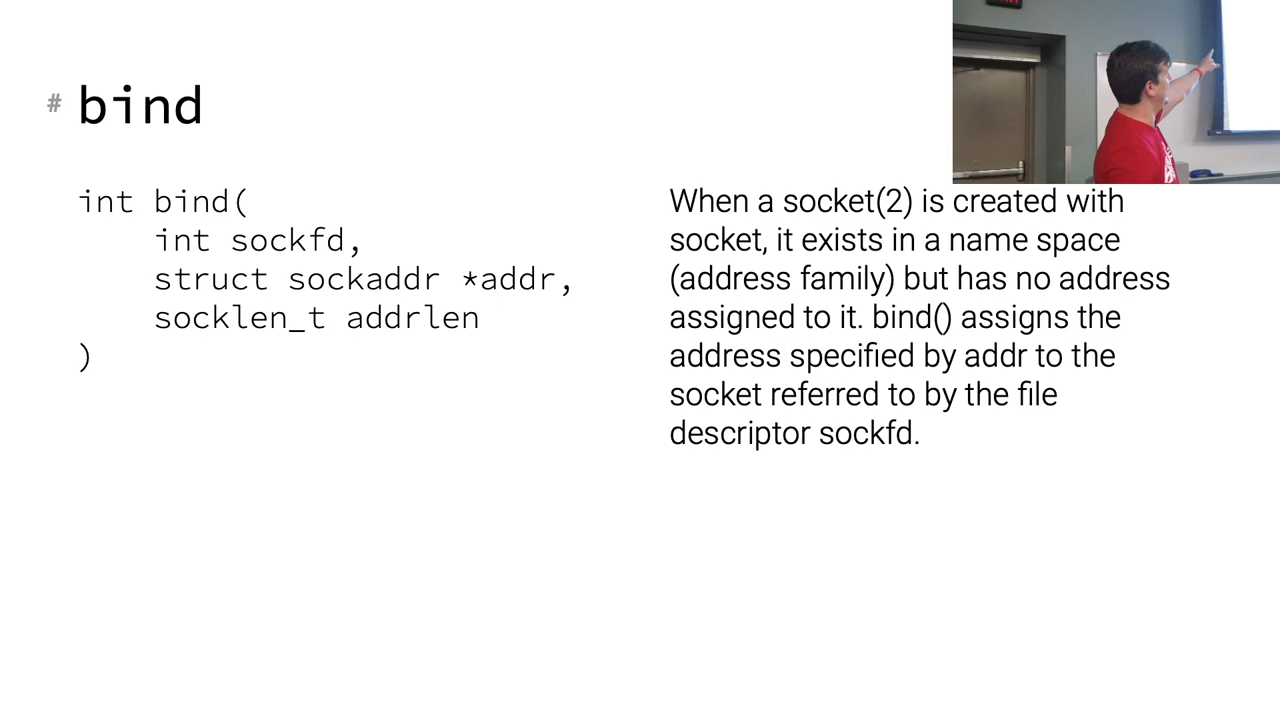 # bind
int bind(
    int sockfd,
    struct sockaddr *addr,
    socklen_t addrlen
)
When a socket(2) is created with
socket, it exists in a name space
(address family) but has no address
assigned to it. bind() assigns the
address specified by addr to the
socket referred to by the file
descriptor sockfd.